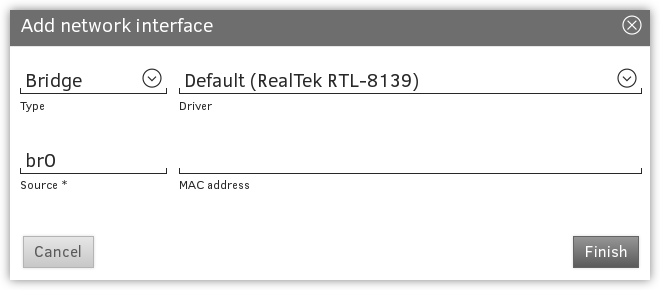 Add network interface
Bridge
Default (RealTek RTL-8139)
Type
Driver
br0
Source *
MAC address
Cancel
Finish